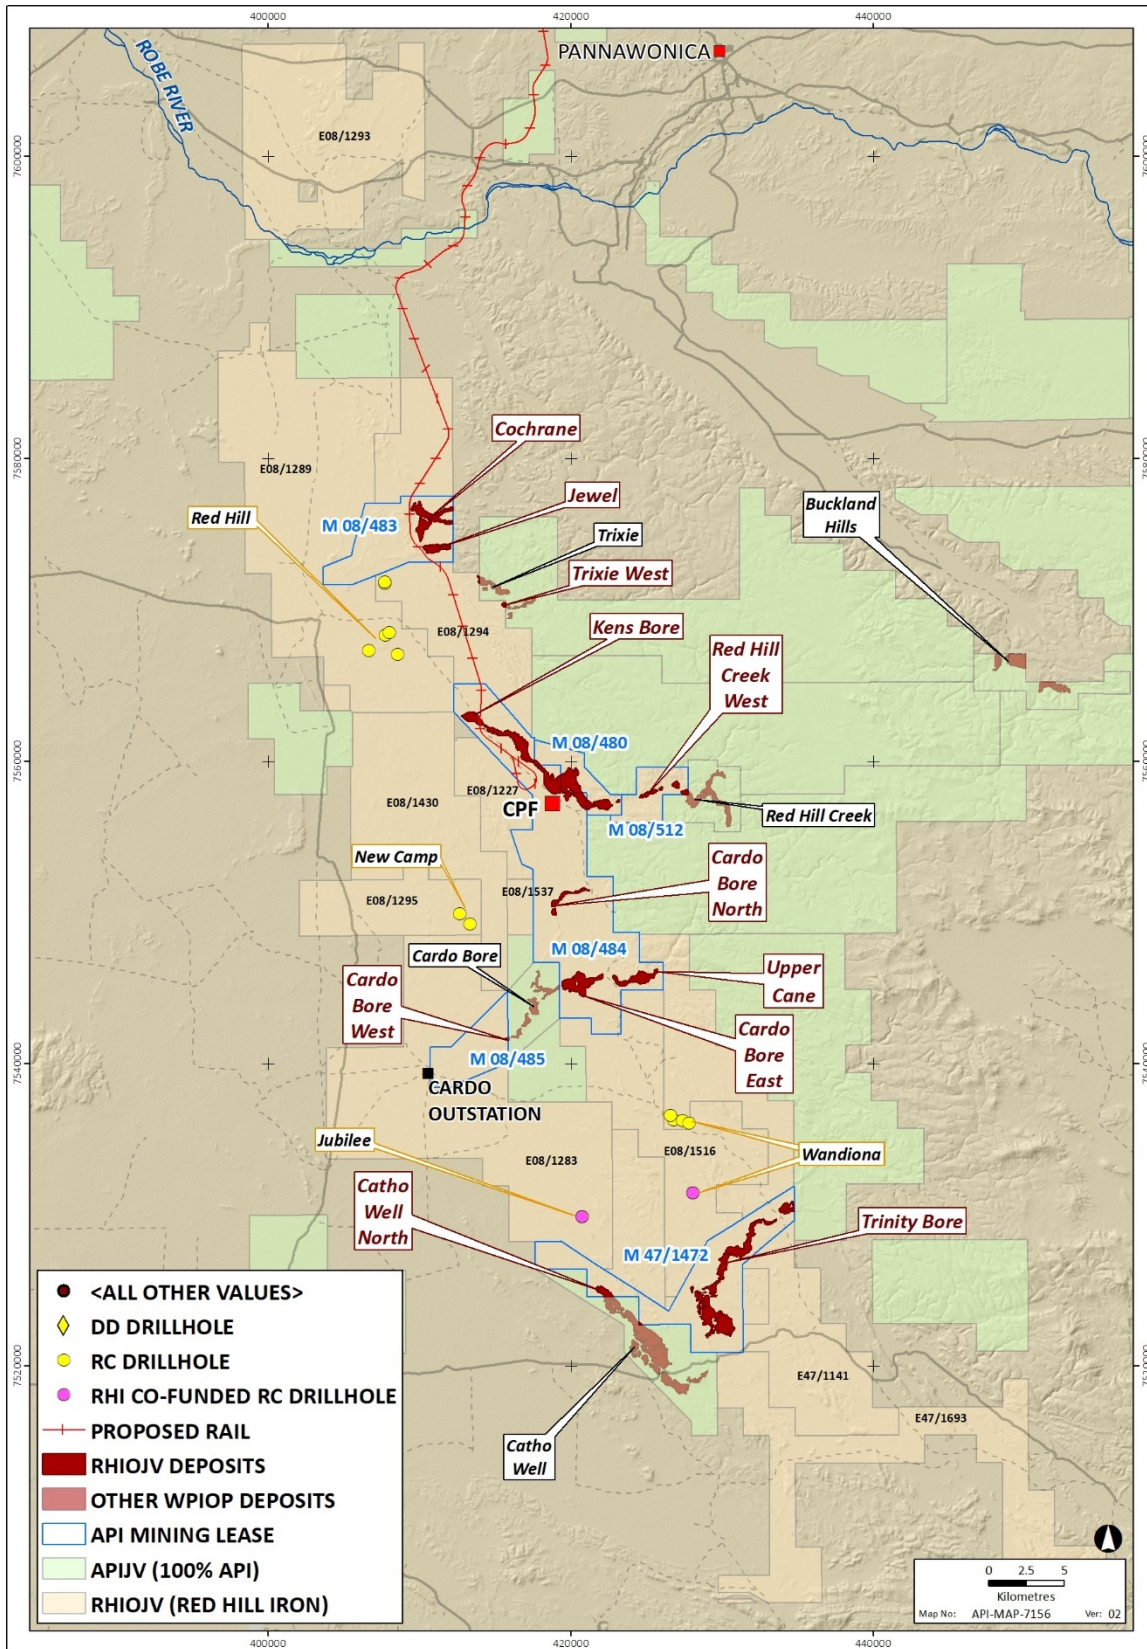 400000
420000
440000
PANNAWONICA
ROBE RIVER
E08/1293
7600000
7600000
Cochrane
7580000
7580000
E08/1289
Jewel
Buckland
Hills
Red Hill
M 08/483
Trixie
Trixie West
E08/1294
Kens Bore
Red Hill
Creek
West
M 08/480
7560000
7560000
E08/1227
E08/1430
CPF
Red Hill Creek
M 08/512
New Camp
Cardo
Bore
North
E08/1537
E08/1295
M 08/484
Cardo Bore
Upper
Cane
Cardo
Bore
West
Cardo
Bore
East
M 08/485
7540000
7540000
CARDO
OUTSTATION
Jubilee
E08/1283
E08/1516
Wandiona
Catho
Well
North
Trinity Bore
M 47/1472
<ALL OTHER VALUES>
DD DRILLHOLE
RC DRILLHOLE
RHI CO-FUNDED RC DRILLHOLE
PROPOSED RAIL
RHIOJV DEPOSITS
OTHER WPIOP DEPOSITS
API MINING LEASE
APIJV (100% API)
RHIOJV (RED HILL IRON)
7520000
7520000
E47/1141
E47/1693
Catho
Well
0 2.5 5
Kilometres
Map No: API-MAP-7156 Ver: 02
400000
420000
440000